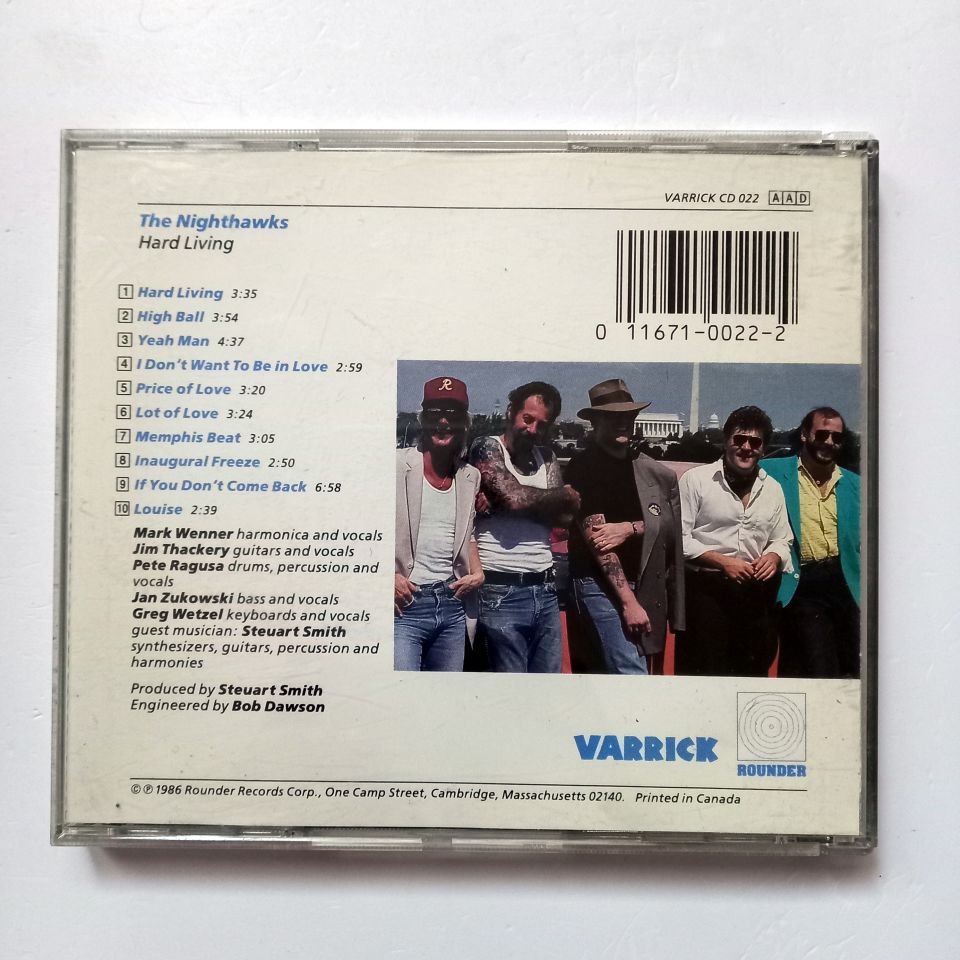 VARRICK CD 022 AAD
The Nighthawks
Hard Living
0 11671-0022-2
1 Hard Living 3:35
2 High Ball 3:54
3 Yeah Man 4:37
4 I Don't Want To Be in Love 2:59
5 Price of Love 3:20
6 Lot of Love 3:24
7 Memphis Beat 3:05
8 Inaugural Freeze 2:50
9 If You Don't Come Back 6:58
10 Louise 2:39
Mark Wenner harmonica and vocals
Jim Thackery guitars and vocals
Pete Ragusa drums, percussion and
vocals
Jan Zukowski bass and vocals
Greg Wetzel keyboards and vocals
guest musician: Steuart Smith
synthesizers, guitars, percussion and
harmonies
Produced by Steuart Smith
Engineered by Bob Dawson
R
VARRICK
ROUNDER
© ℗ 1986 Rounder Records Corp., One Camp Street, Cambridge, Massachusetts 02140. Printed in Canada